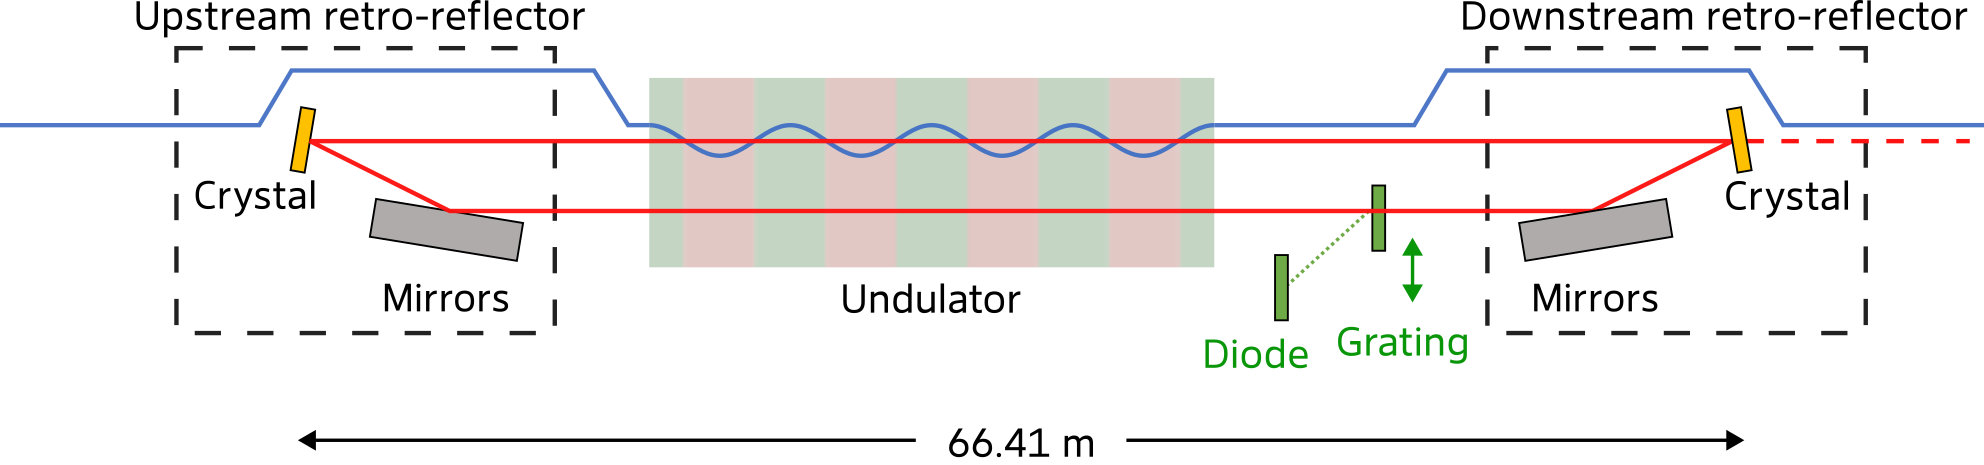 Upstream retro-reflector
Downstream retro-reflector
Crystal
Crystal
Mirrors
Undulator
Mirrors
Diode
Grating
66.41 m